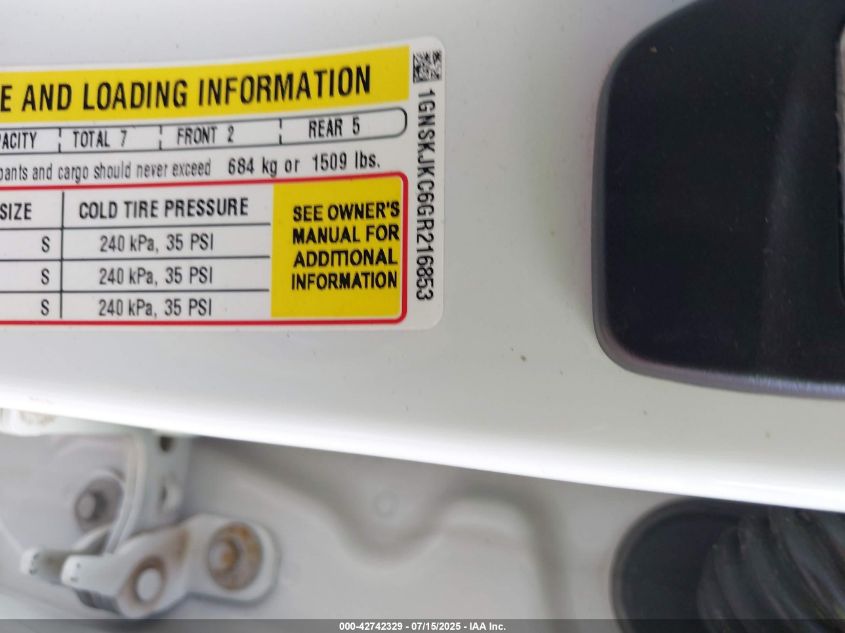 E AND LOADING INFORMATION
PACITY TOTAL 7 FRONT 2 REAR 5
pants and cargo should never exceed 684 kg or 1509 lbs.
SIZE COLD TIRE PRESSURE
S 240 kPa, 35 PSI
S 240 kPa, 35 PSI
S 240 kPa, 35 PSI
SEE OWNER'S
MANUAL FOR
ADDITIONAL
INFORMATION
1GNSKJKC6GR216853
000-42742329 - 07/15/2025 - IAA Inc.